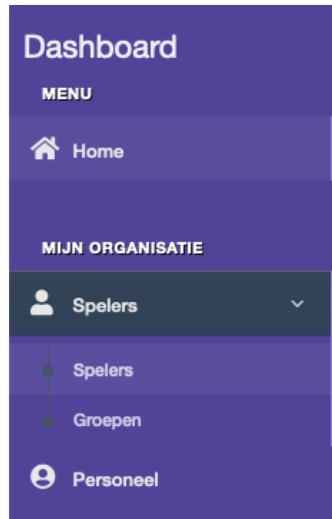 Dashboard
MENU
Home
MIJN ORGANISATIE
Spelers
Spelers
Groepen
Personeel